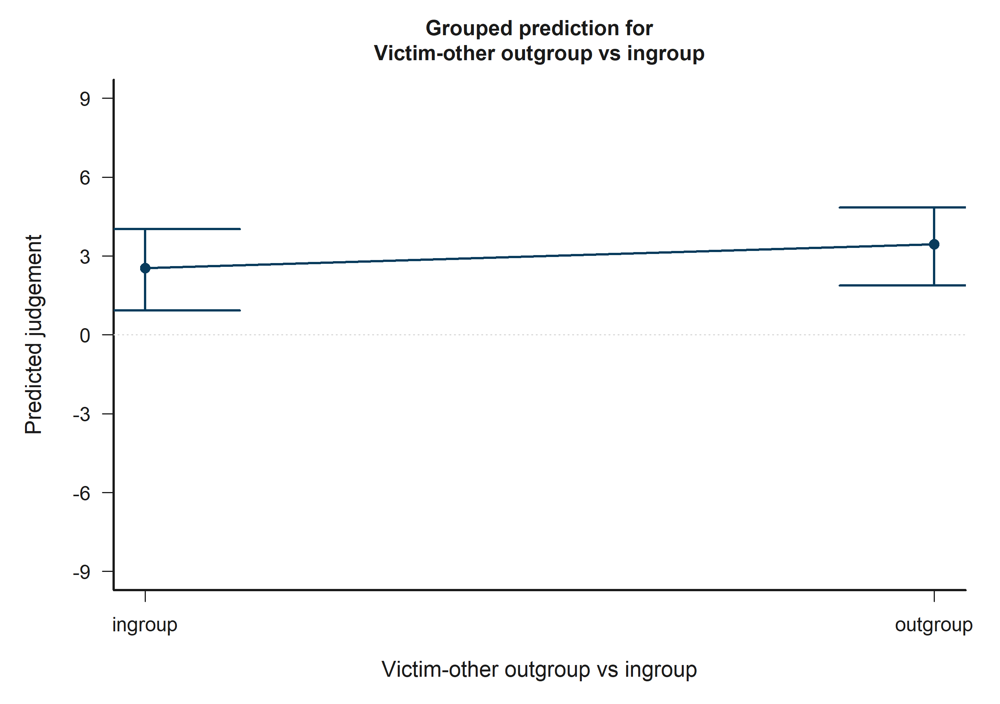 Grouped prediction for
Victim-other outgroup vs ingroup
Predicted judgement
9
6
3
0
-3
-6
-9
ingroup outgroup
Victim-other outgroup vs ingroup